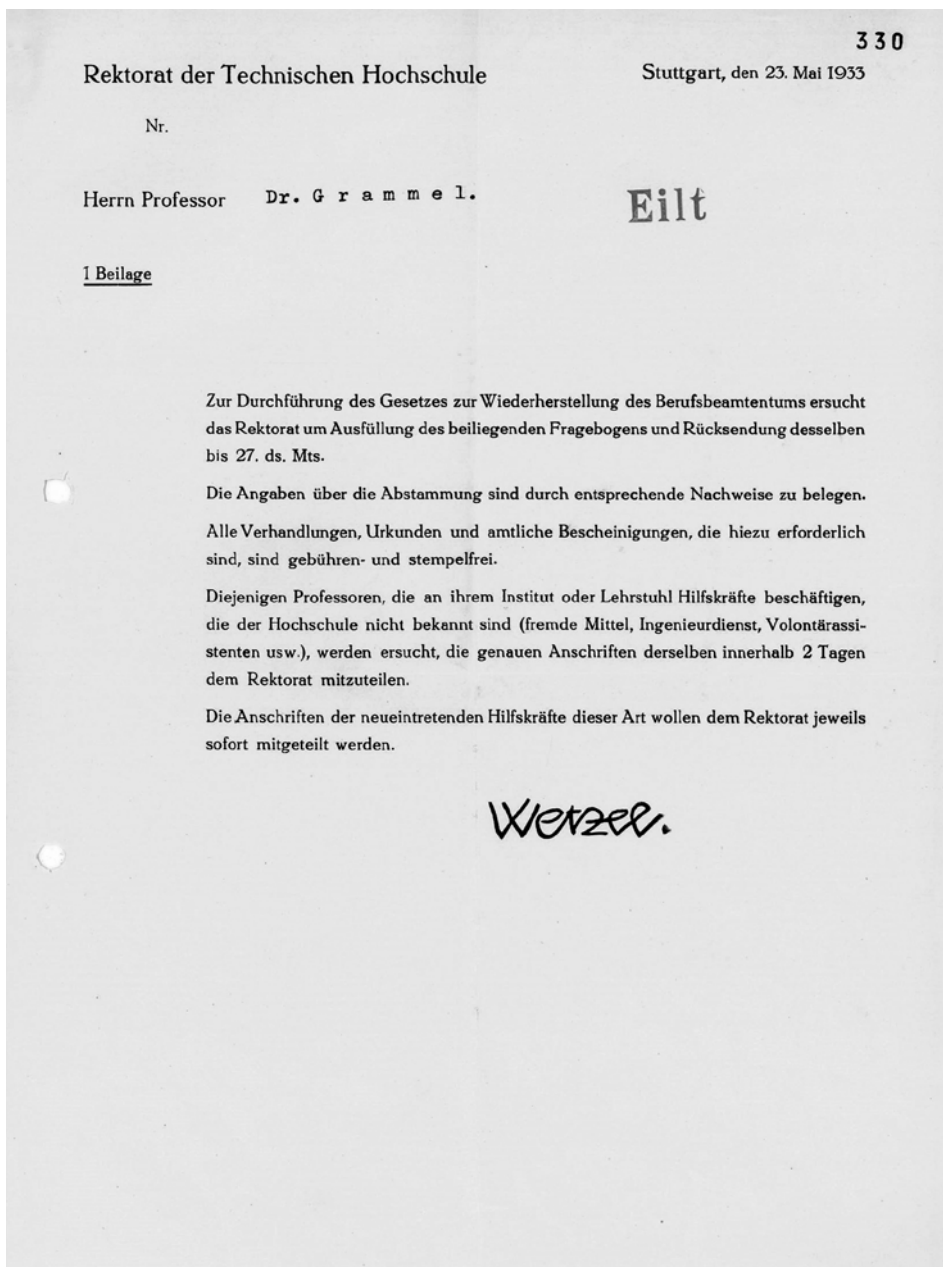 330
Rektorat der Technischen Hochschule
Stuttgart, den 23. Mai 1933
Nr.
Herrn Professor Dr. Grammel.
Eilt
1 Beilage
Zur Durchführung des Gesetzes zur Wiederherstellung des Berufsbeamtentums ersucht
das Rektorat um Ausfüllung des beiliegenden Fragebogens und Rücksendung desselben
bis 27. ds. Mts.
Die Angaben über die Abstammung sind durch entsprechende Nachweise zu belegen.
Alle Verhandlungen, Urkunden und amtliche Bescheinigungen, die hiezu erforderlich
sind, sind gebühren- und stempelfrei.
Diejenigen Professoren, die an ihrem Institut oder Lehrstuhl Hilfskräfte beschäftigen,
die der Hochschule nicht bekannt sind (fremde Mittel, Ingenieurdienst, Volontärassi-
stenten usw.), werden ersucht, die genauen Anschriften derselben innerhalb 2 Tagen
dem Rektorat mitzuteilen.
Die Anschriften der neueintretenden Hilfskräfte dieser Art wollen dem Rektorat jeweils
sofort mitgeteilt werden.
Wetzel.